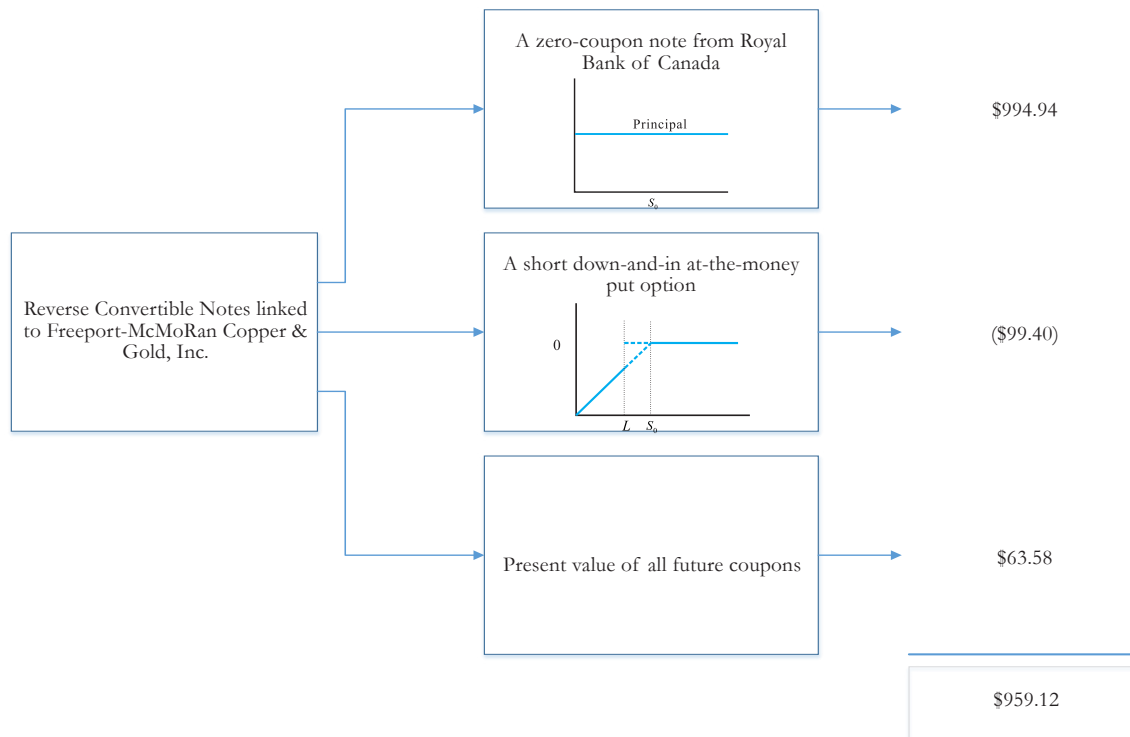 A zero-coupon note from Royal
Bank of Canada
Principal
S₀
$994.94
Reverse Convertible Notes linked
to Freeport-McMoRan Copper &
Gold, Inc.
A short down-and-in at-the-money
put option
0
L S₀
($99.40)
Present value of all future coupons
$63.58
$959.12